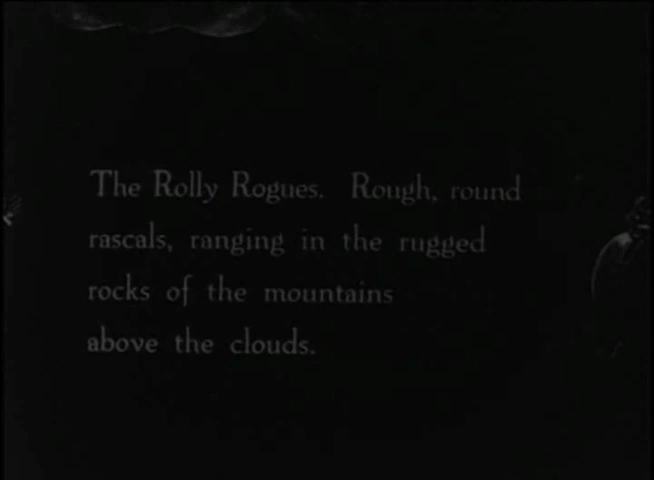 The Rolly Rogues. Rough, round
rascals, ranging in the rugged
rocks of the mountains
above the clouds.